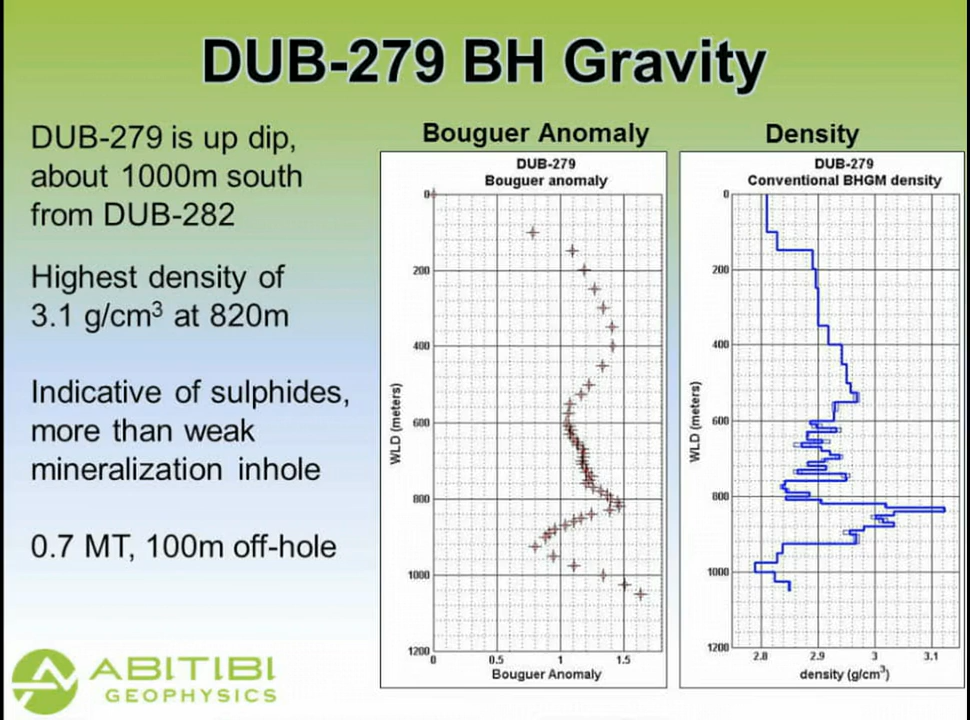 DUB-279 BH Gravity
DUB-279 is up dip,
about 1000m south
from DUB-282
Highest density of
3.1 g/cm³ at 820m
Indicative of sulphides,
more than weak
mineralization inhole
0.7 MT, 100m off-hole
ABITIBI
GEOPHYSICS
Bouguer Anomaly
DUB-279
Bouguer anomaly
WLD (meters)
0
200
400
600
800
1000
1200
0 0.5 1 1.5
Bouguer Anomaly
Density
DUB-279
Conventional BHGM density
WLD (meters)
0
200
400
600
800
1000
1200
2.8 2.9 3 3.1
density (g/cm³)